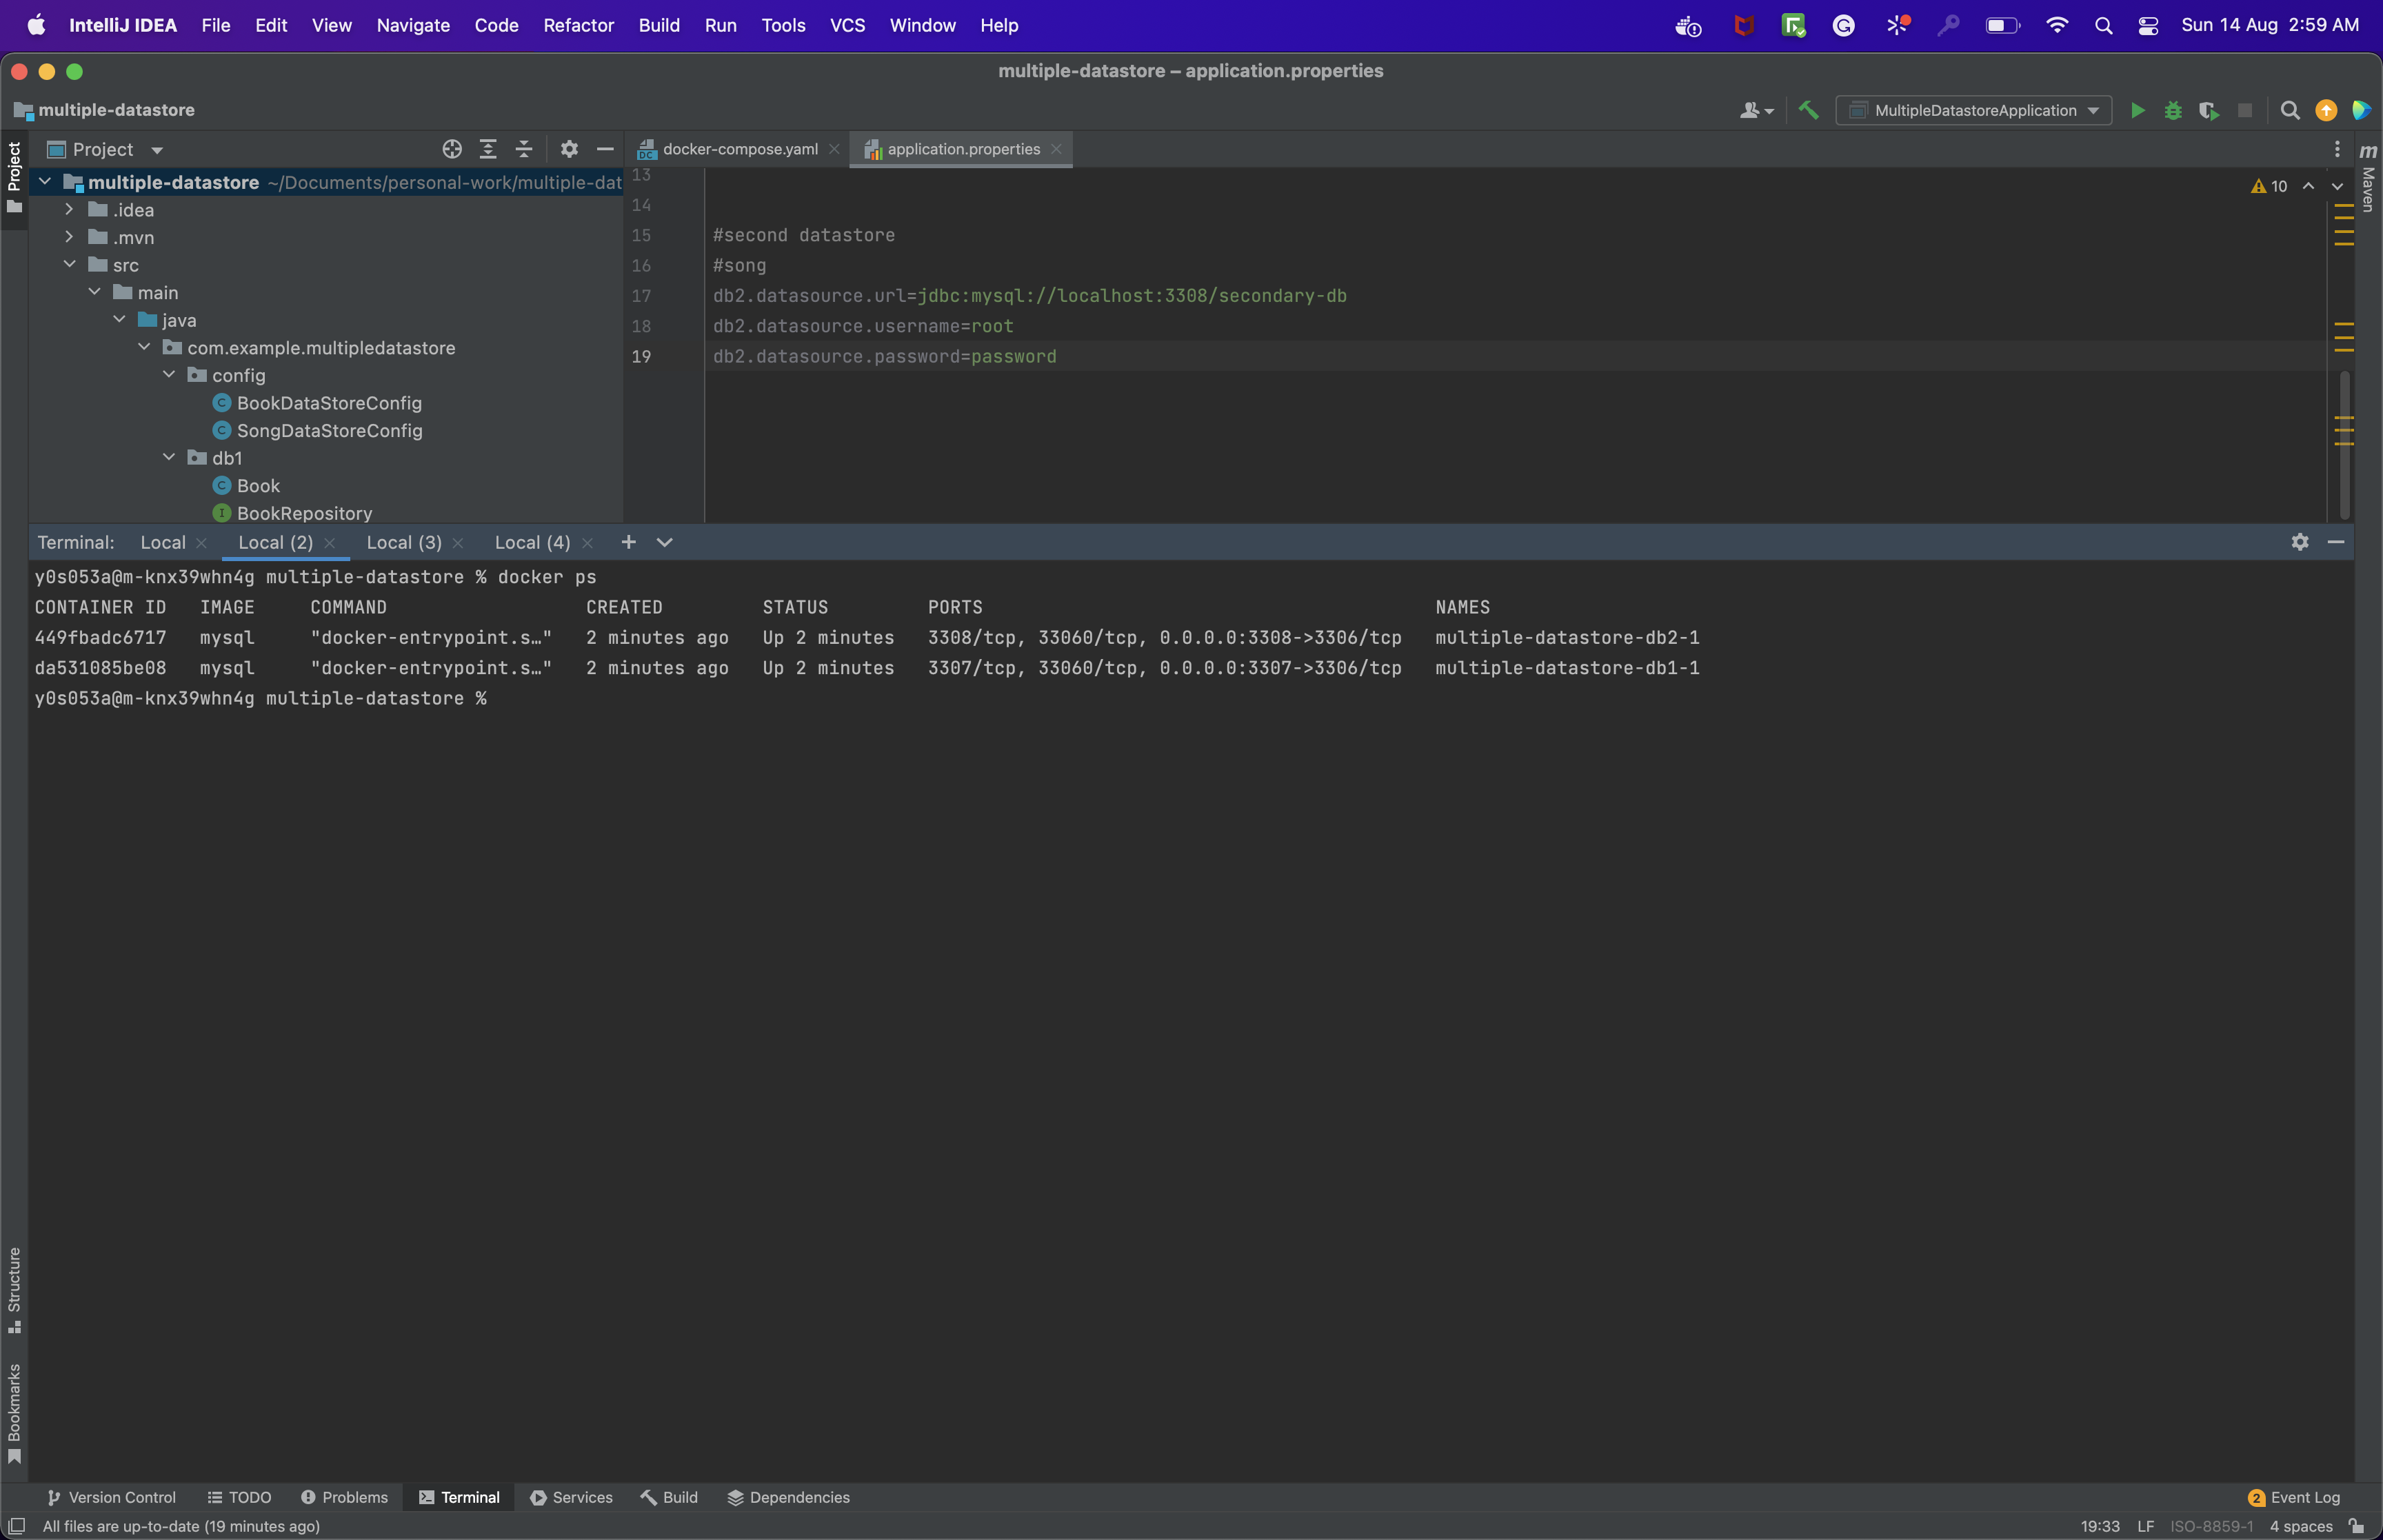 IntelliJ IDEA File Edit View Navigate Code Refactor Build Run Tools VCS Window Help Sun 14 Aug 2:59 AM
multiple-datastore – application.properties
multiple-datastore MultipleDatastoreApplication
Project
Project
docker-compose.yaml
application.properties
m
Maven
multiple-datastore ~/Documents/personal-work/multiple-dat
.idea
.mvn
src
main
java
com.example.multipledatastore
config
C BookDataStoreConfig
C SongDataStoreConfig
db1
C Book
I BookRepository
10
13
14
15 #second datastore
16 #song
17 db2.datasource.url=jdbc:mysql://localhost:3308/secondary-db
18 db2.datasource.username=root
19 db2.datasource.password=password
Terminal: Local Local (2) Local (3) Local (4)
y0s053a@m-knx39whn4g multiple-datastore % docker ps
CONTAINER ID IMAGE COMMAND CREATED STATUS PORTS NAMES
449fbadc6717 mysql "docker-entrypoint.s…" 2 minutes ago Up 2 minutes 3308/tcp, 33060/tcp, 0.0.0.0:3308->3306/tcp multiple-datastore-db2-1
da531085be08 mysql "docker-entrypoint.s…" 2 minutes ago Up 2 minutes 3307/tcp, 33060/tcp, 0.0.0.0:3307->3306/tcp multiple-datastore-db1-1
y0s053a@m-knx39whn4g multiple-datastore %
Structure
Bookmarks
Version Control TODO Problems Terminal Services Build Dependencies 2 Event Log
All files are up-to-date (19 minutes ago) 19:33 LF ISO-8859-1 4 spaces